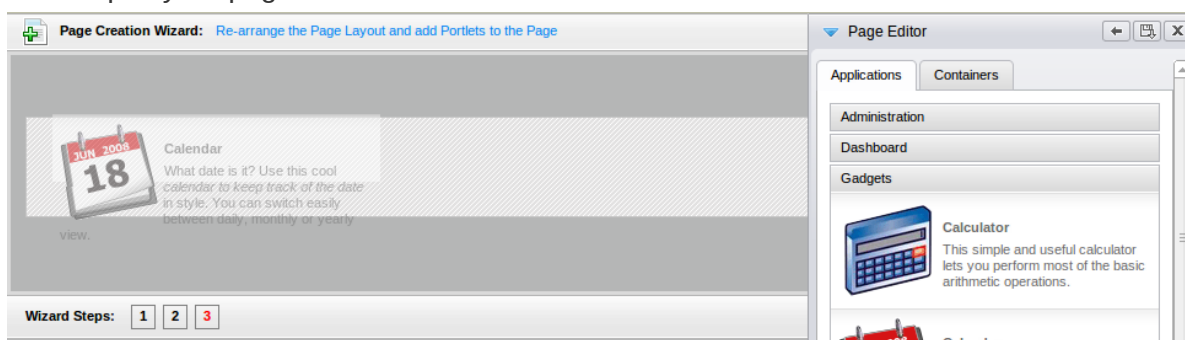 Page Creation Wizard: Re-arrange the Page Layout and add Portlets to the Page
JUN 2008
18
Calendar
What date is it? Use this cool
calendar to keep track of the date
in style. You can switch easily
between daily, monthly or yearly
view.
Wizard Steps: 1 2 3
Page Editor
Applications Containers
Administration
Dashboard
Gadgets
Calculator
This simple and useful calculator
lets you perform most of the basic
arithmetic operations.